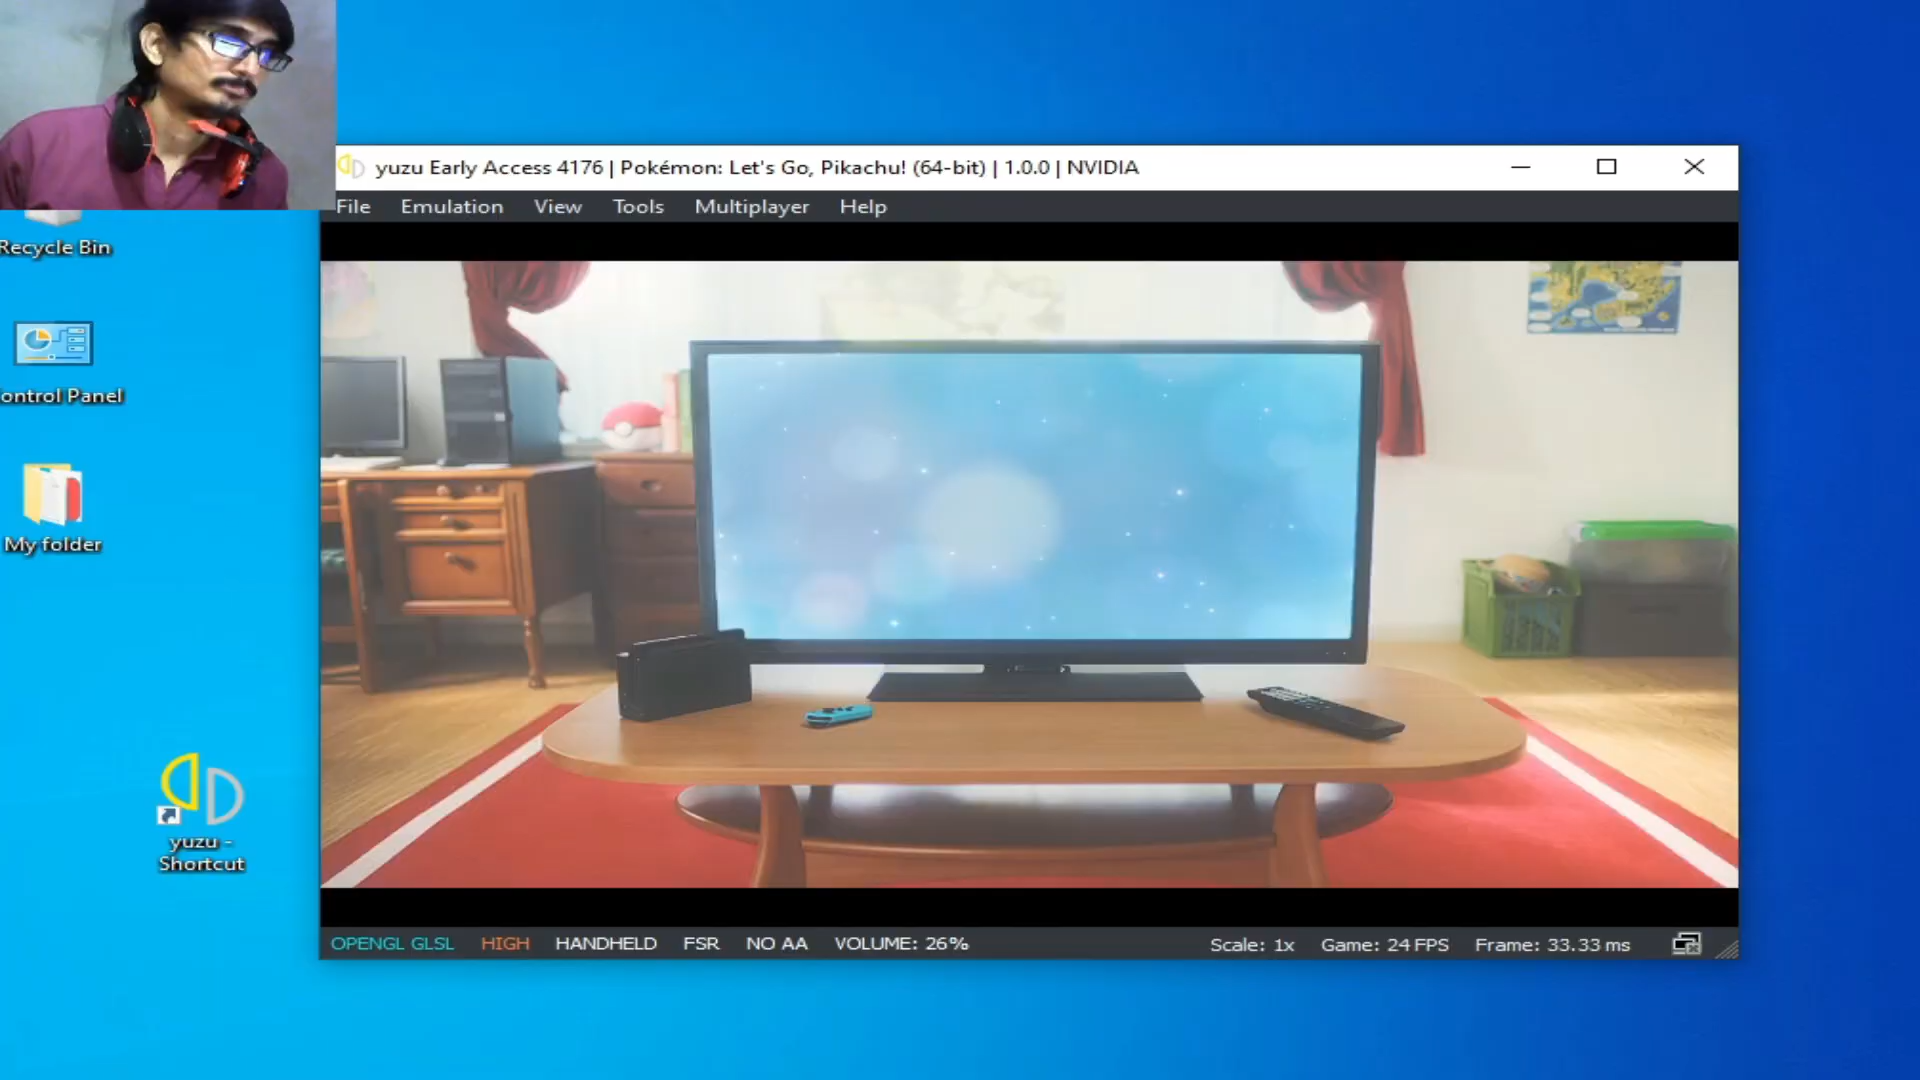 yuzu Early Access 4176 | Pokémon: Let's Go, Pikachu! (64-bit) | 1.0.0 | NVIDIA
File Emulation View Tools Multiplayer Help
Recycle Bin
ontrol Panel
My folder
yuzu -
Shortcut
OPENGL GLSL HIGH HANDHELD FSR NO AA VOLUME: 26% Scale: 1x Game: 24 FPS Frame: 33.33 ms